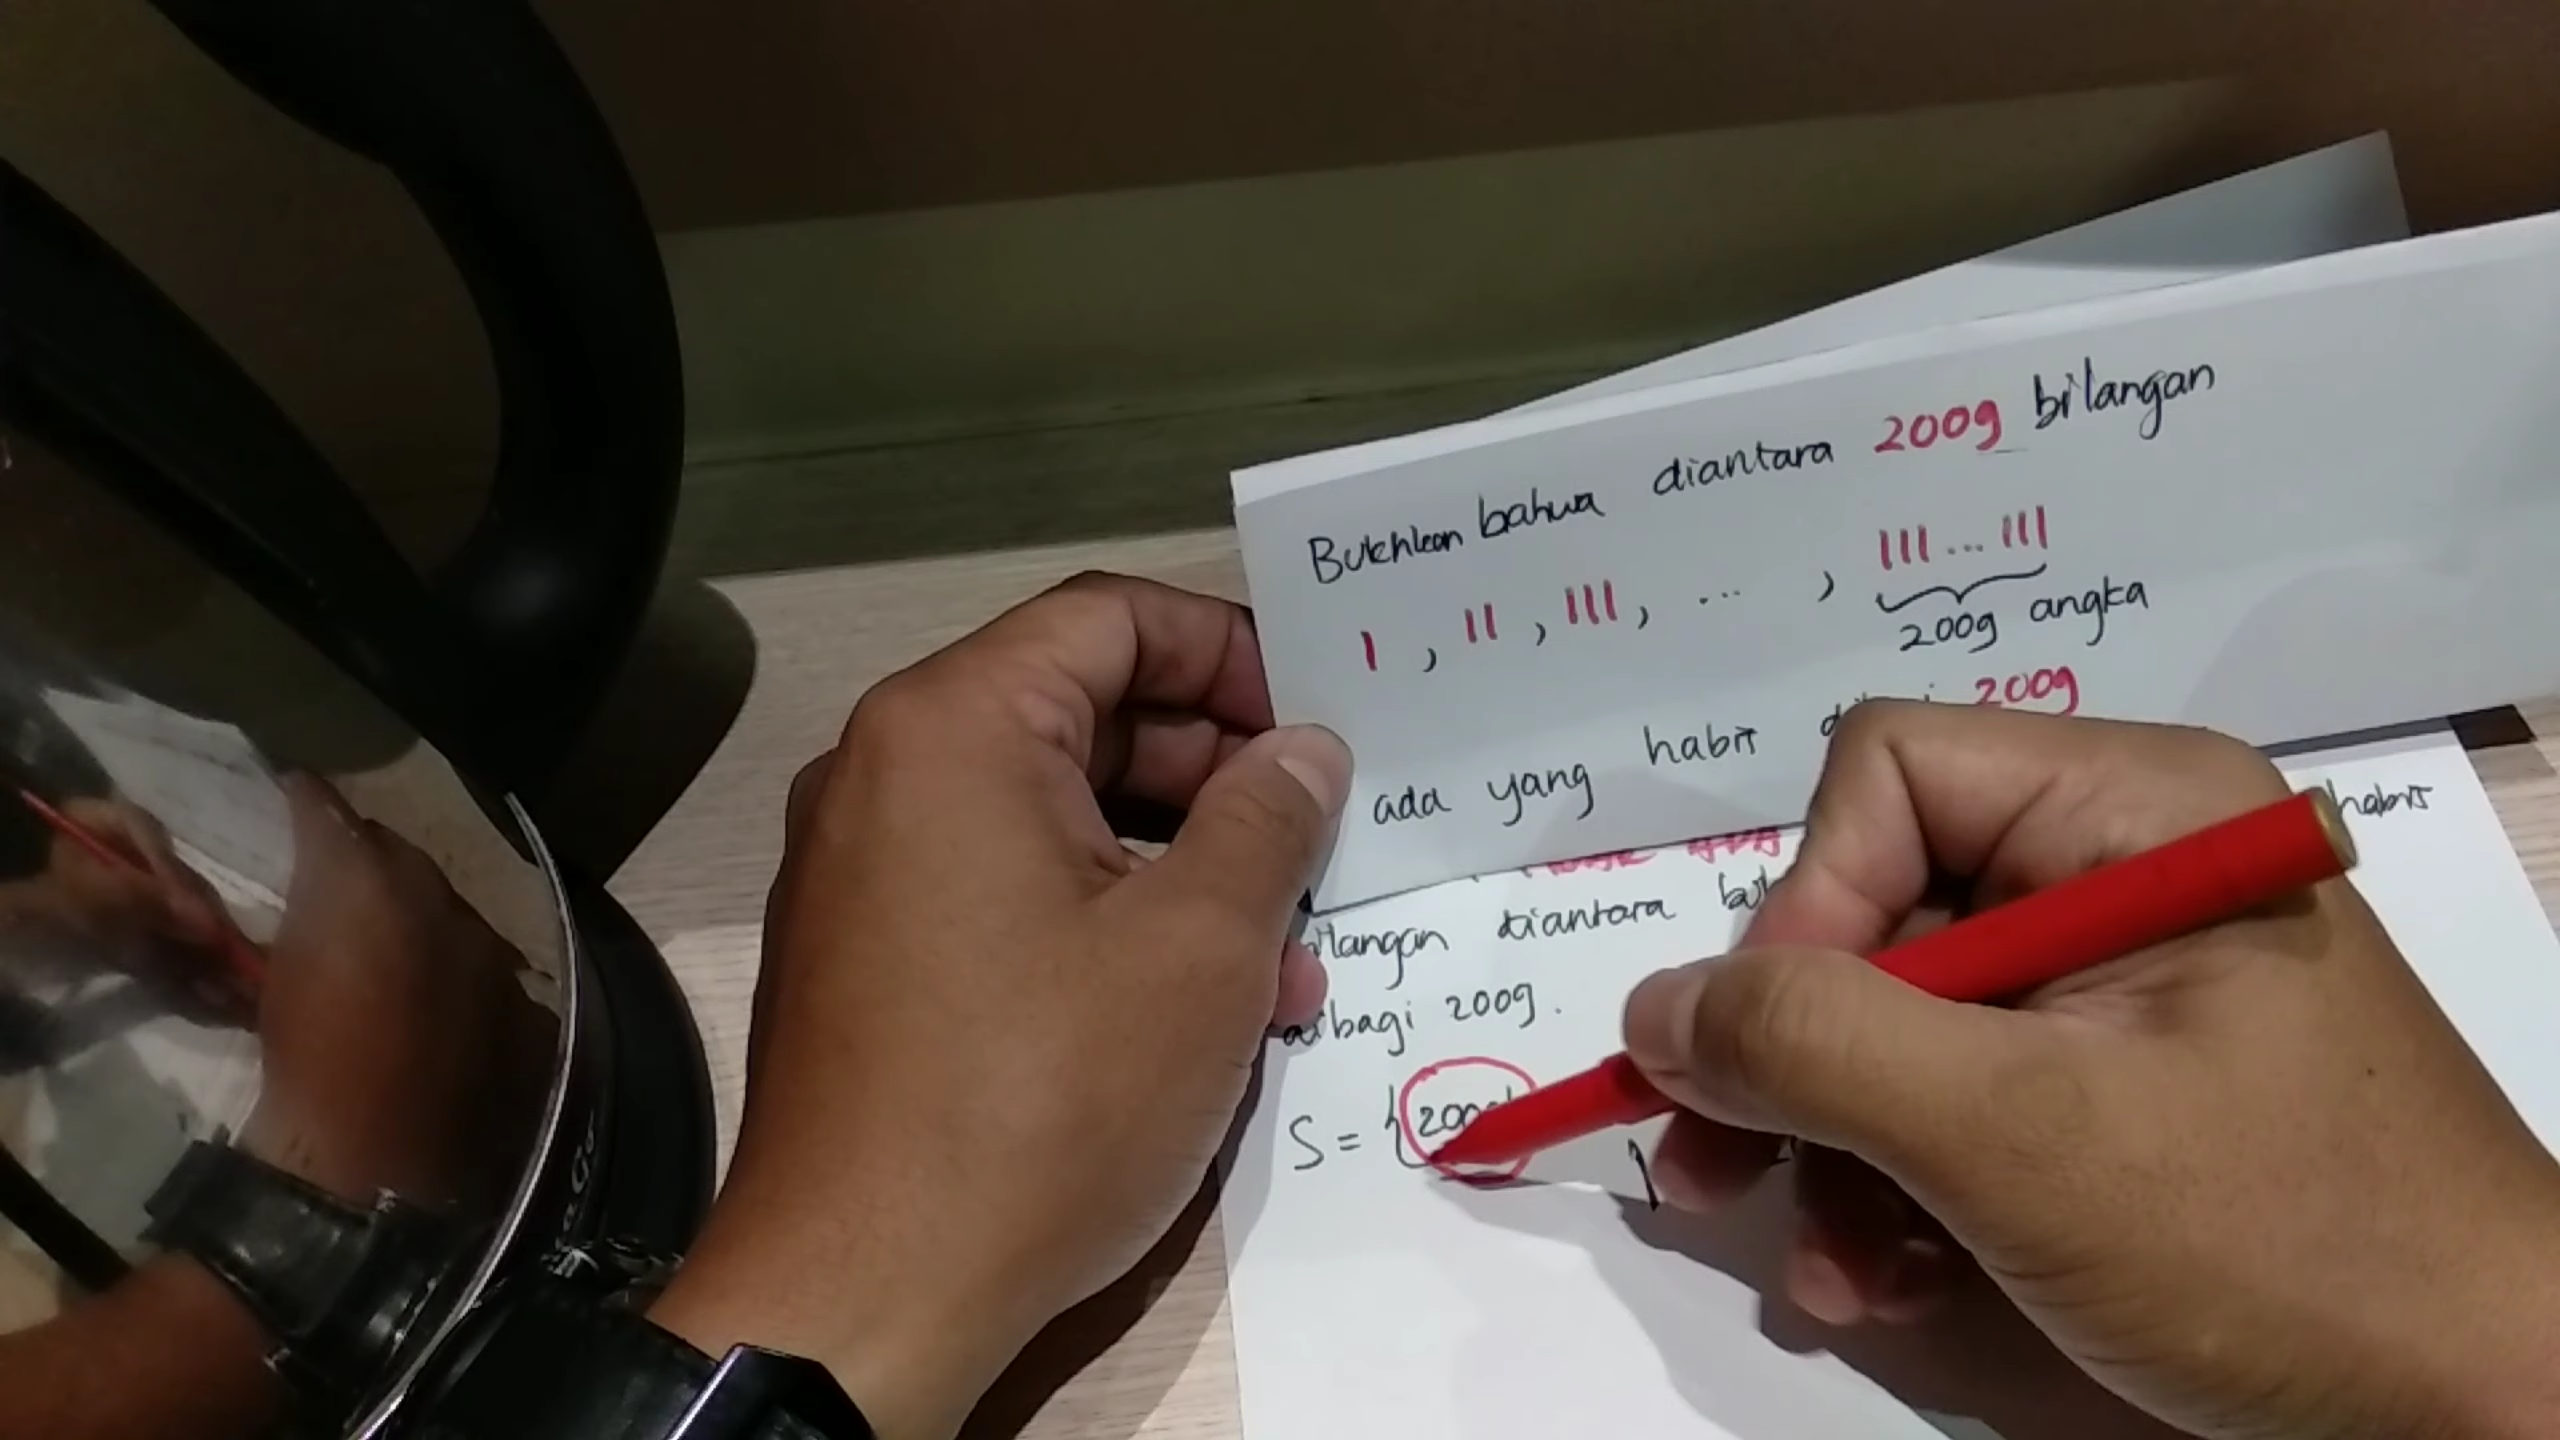 Buktikan bahwa diantara 2009 bilangan
1 , 11 , 111 , ... , 111 ... 111
2009 angka
ada yang habis 2009
habis
bilangan diantara
dibagi 2009 .
S = {